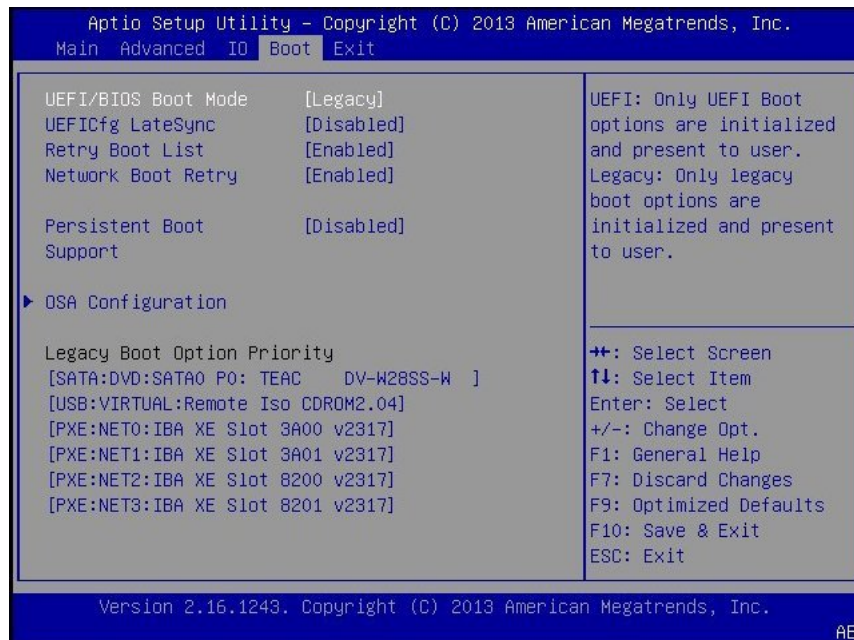 Aptio Setup Utility – Copyright (C) 2013 American Megatrends, Inc.
Main Advanced IO Boot Exit
UEFI/BIOS Boot Mode [Legacy]
UEFICfg LateSync [Disabled]
Retry Boot List [Enabled]
Network Boot Retry [Enabled]
Persistent Boot [Disabled]
Support
OSA Configuration
Legacy Boot Option Priority
[SATA:DVD:SATA0 P0: TEAC DV-W28SS-W ]
[USB:VIRTUAL:Remote Iso CDROM2.04]
[PXE:NET0:IBA XE Slot 3A00 v2317]
[PXE:NET1:IBA XE Slot 3A01 v2317]
[PXE:NET2:IBA XE Slot 8200 v2317]
[PXE:NET3:IBA XE Slot 8201 v2317]
UEFI: Only UEFI Boot
options are initialized
and present to user.
Legacy: Only legacy
boot options are
initialized and present
to user.
→←: Select Screen
↑↓: Select Item
Enter: Select
+/-: Change Opt.
F1: General Help
F7: Discard Changes
F9: Optimized Defaults
F10: Save & Exit
ESC: Exit
Version 2.16.1243. Copyright (C) 2013 American Megatrends, Inc.